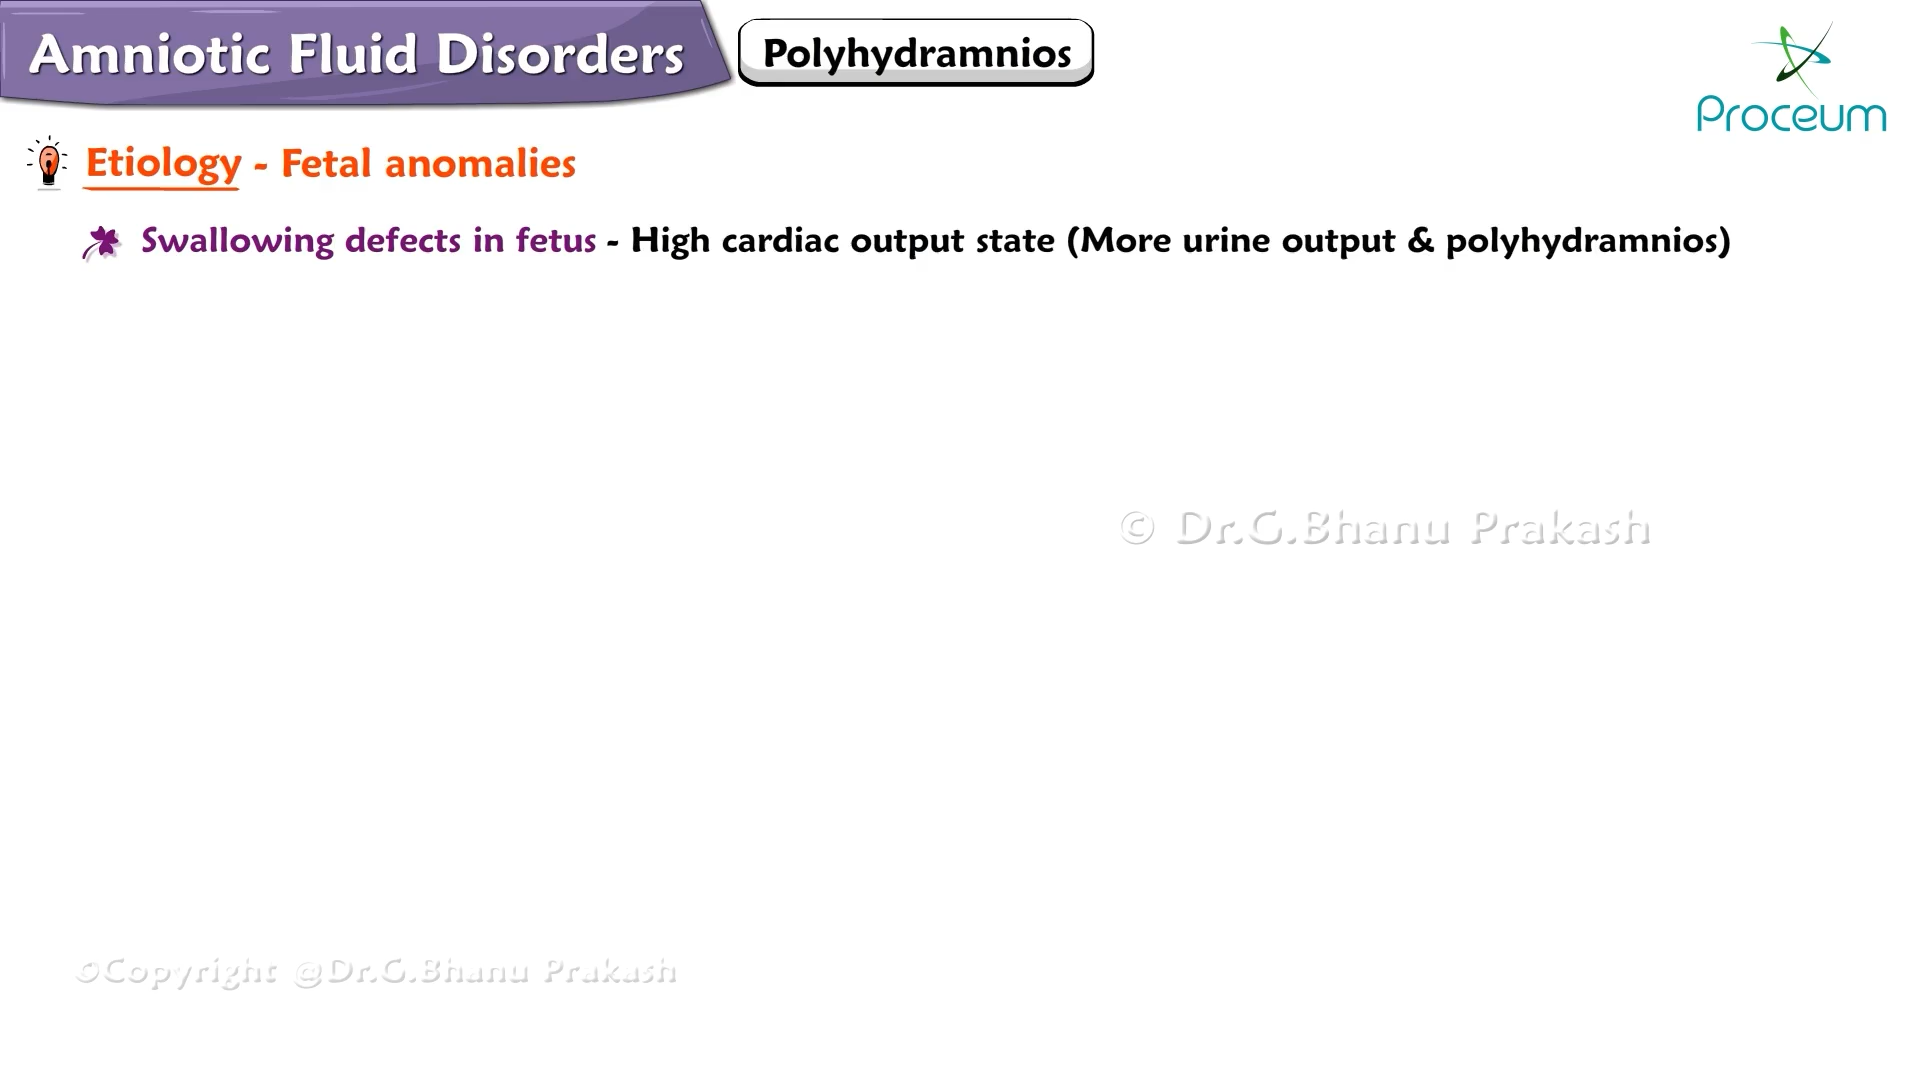 Amniotic Fluid Disorders
Polyhydramnios
Proceum
Etiology - Fetal anomalies
Swallowing defects in fetus - High cardiac output state (More urine output & polyhydramnios)
© Dr.G.Bhanu Prakash
©Copyright @Dr.G.Bhanu Prakash